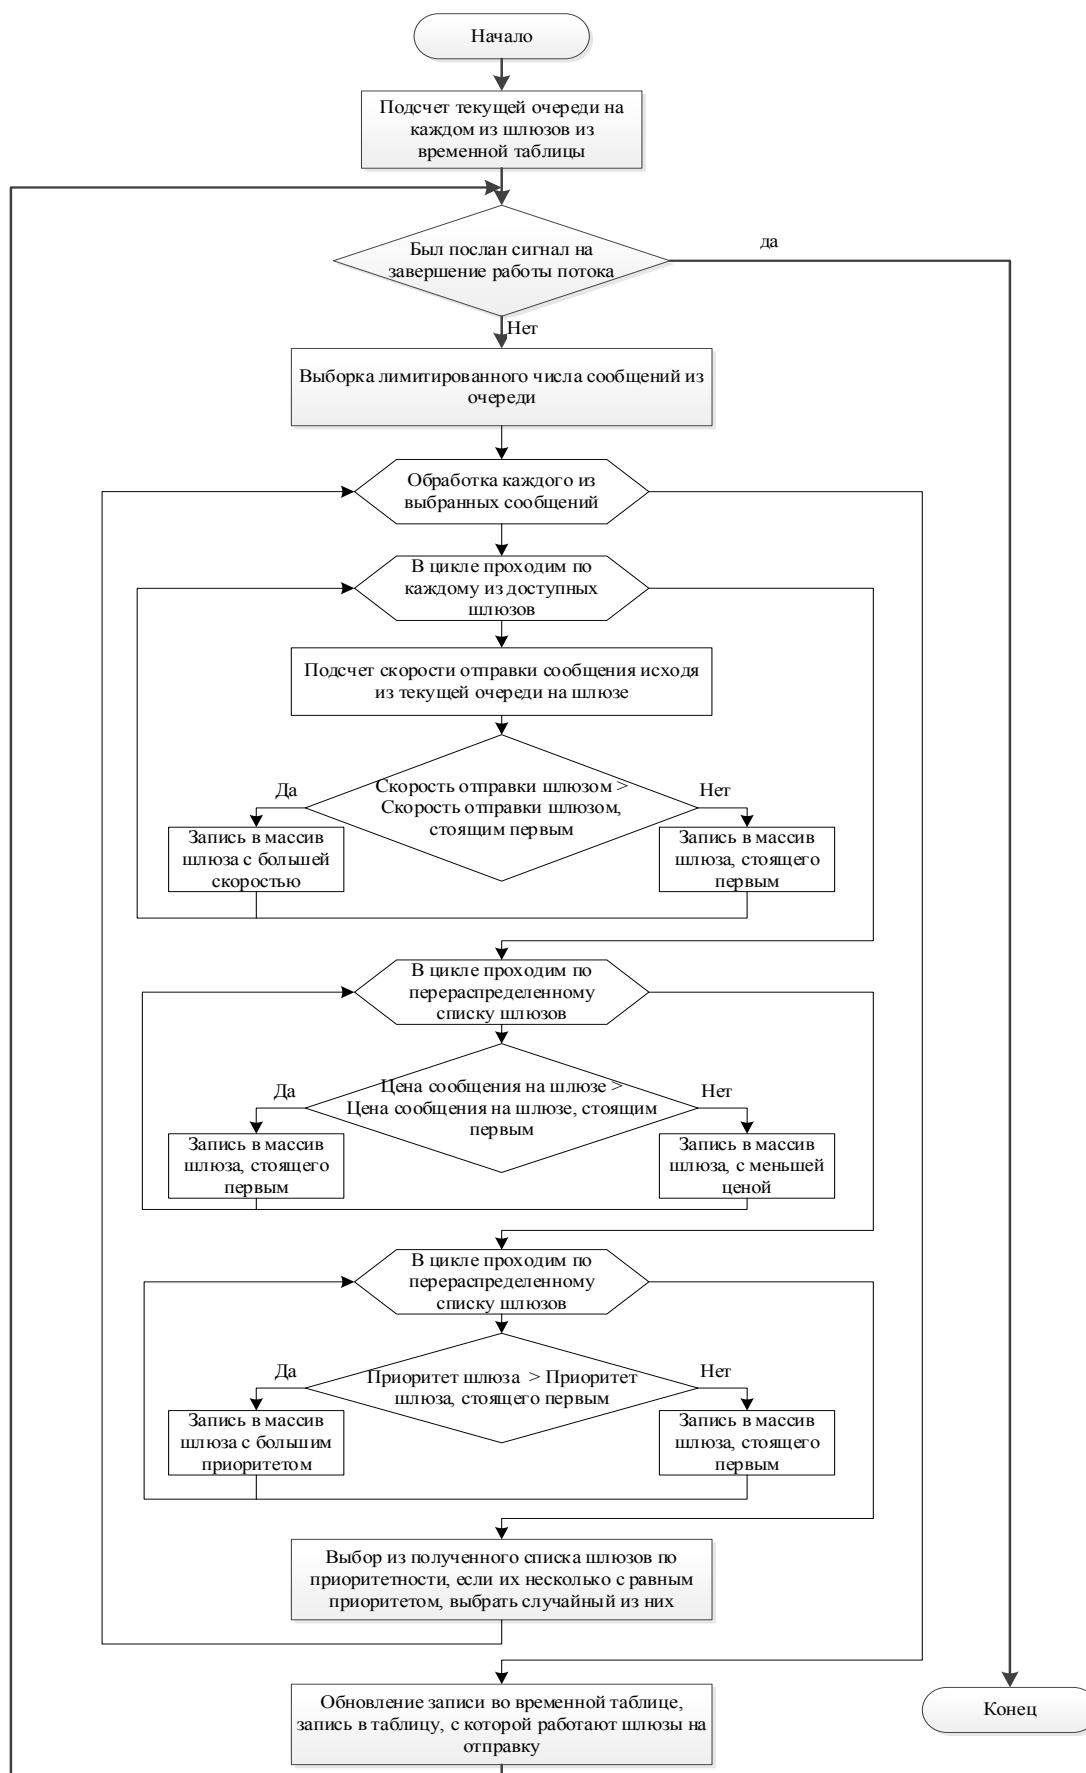 Начало
Подсчет текущей очереди на
каждом из шлюзов из
временной таблицы
Был послан сигнал на
завершение работы потока
да
Нет
Выборка лимитированного числа сообщений из
очереди
Обработка каждого из
выбранных сообщений
В цикле проходим по
каждому из доступных
шлюзов
Подсчет скорости отправки сообщения исходя
из текущей очереди на шлюзе
Скорость отправки шлюзом >
Скорость отправки шлюзом,
стоящим первым
Да
Нет
Запись в массив
шлюза с большей
скоростью
Запись в массив
шлюза, стоящего
первым
В цикле проходим по
перераспределенному
списку шлюзов
Цена сообщения на шлюзе >
Цена сообщения на шлюзе, стоящим
первым
Да
Нет
Запись в массив
шлюза, стоящего
первым
Запись в массив
шлюза, с меньшей
ценой
В цикле проходим по
перераспределенному
списку шлюзов
Приоритет шлюза > Приоритет
шлюза, стоящего первым
Да
Нет
Запись в массив
шлюза с большим
приоритетом
Запись в массив
шлюза, стоящего
первым
Выбор из полученного списка шлюзов по
приоритетности, если их несколько с равным
приоритетом, выбрать случайный из них
Обновление записи во временной таблице,
запись в таблицу, с которой работают шлюзы на
отправку
Конец